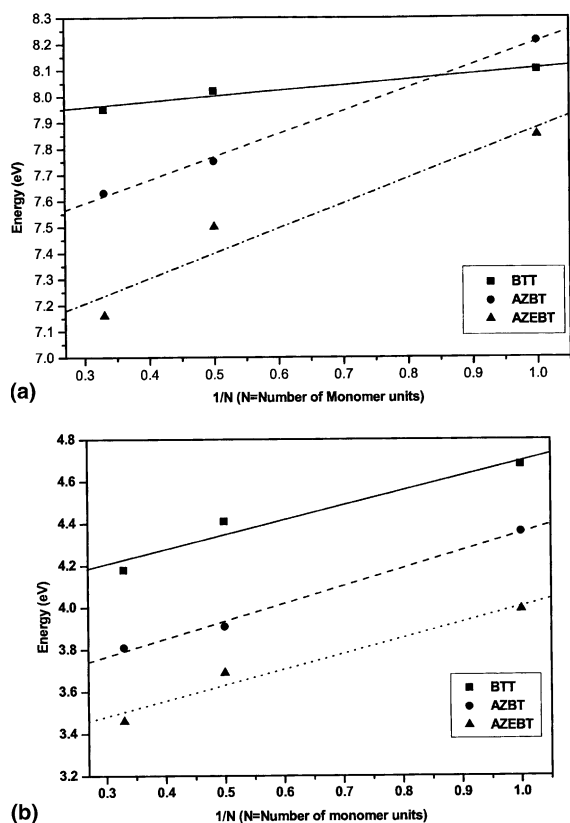 8.3
8.2
8.1
8.0
7.9
7.8
7.7
7.6
7.5
7.4
7.3
7.2
7.1
7.0
Energy (eV)
BTT
AZBT
AZEBT
0.3 0.4 0.5 0.6 0.7 0.8 0.9 1.0
(a)
1/N (N=Number of Monomer units)
4.8
4.6
4.4
4.2
4.0
3.8
3.6
3.4
3.2
Energy (eV)
BTT
AZBT
AZEBT
0.3 0.4 0.5 0.6 0.7 0.8 0.9 1.0
(b)
1/N (N=Number of monomer units)